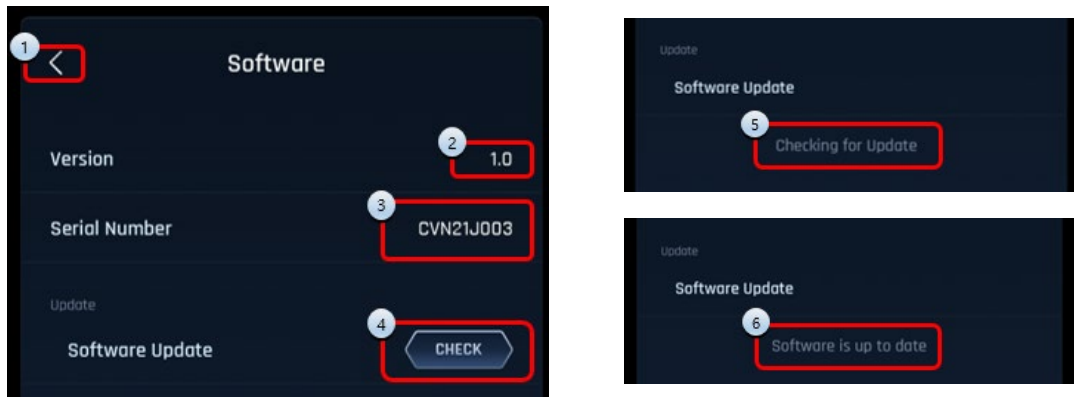 1
Software
2
Version 1.0
3
Serial Number CVN21J003
Update
4
Software Update CHECK
Update
Software Update
5
Checking for Update
Update
Software Update
6
Software is up to date